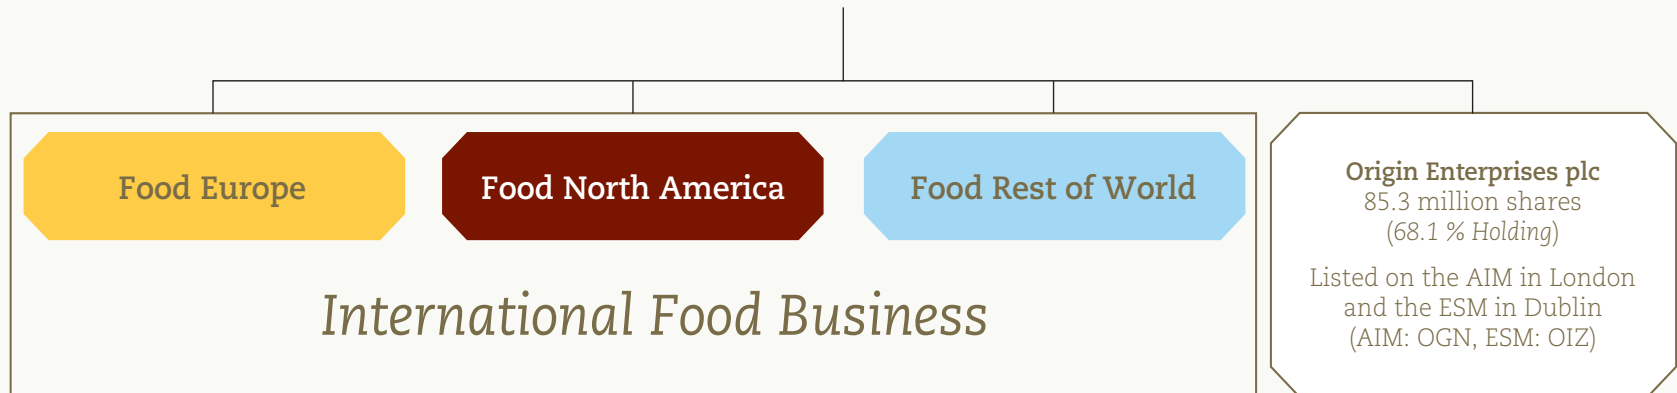 Food Europe
Food North America
Food Rest of World
International Food Business
Origin Enterprises plc
85.3 million shares
(68.1 % Holding)
Listed on the AIM in London
and the ESM in Dublin
(AIM: OGN, ESM: OIZ)